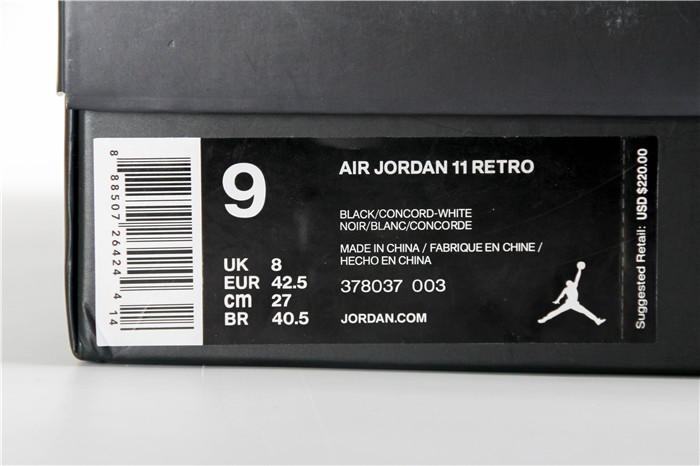 8 88507 26424 4 14
9
UK 8
EUR 42.5
cm 27
BR 40.5
AIR JORDAN 11 RETRO
BLACK/CONCORD-WHITE
NOIR/BLANC/CONCORDE
MADE IN CHINA / FABRIQUE EN CHINE /
HECHO EN CHINA
378037 003
JORDAN.COM
Suggested Retail: USD $220.00